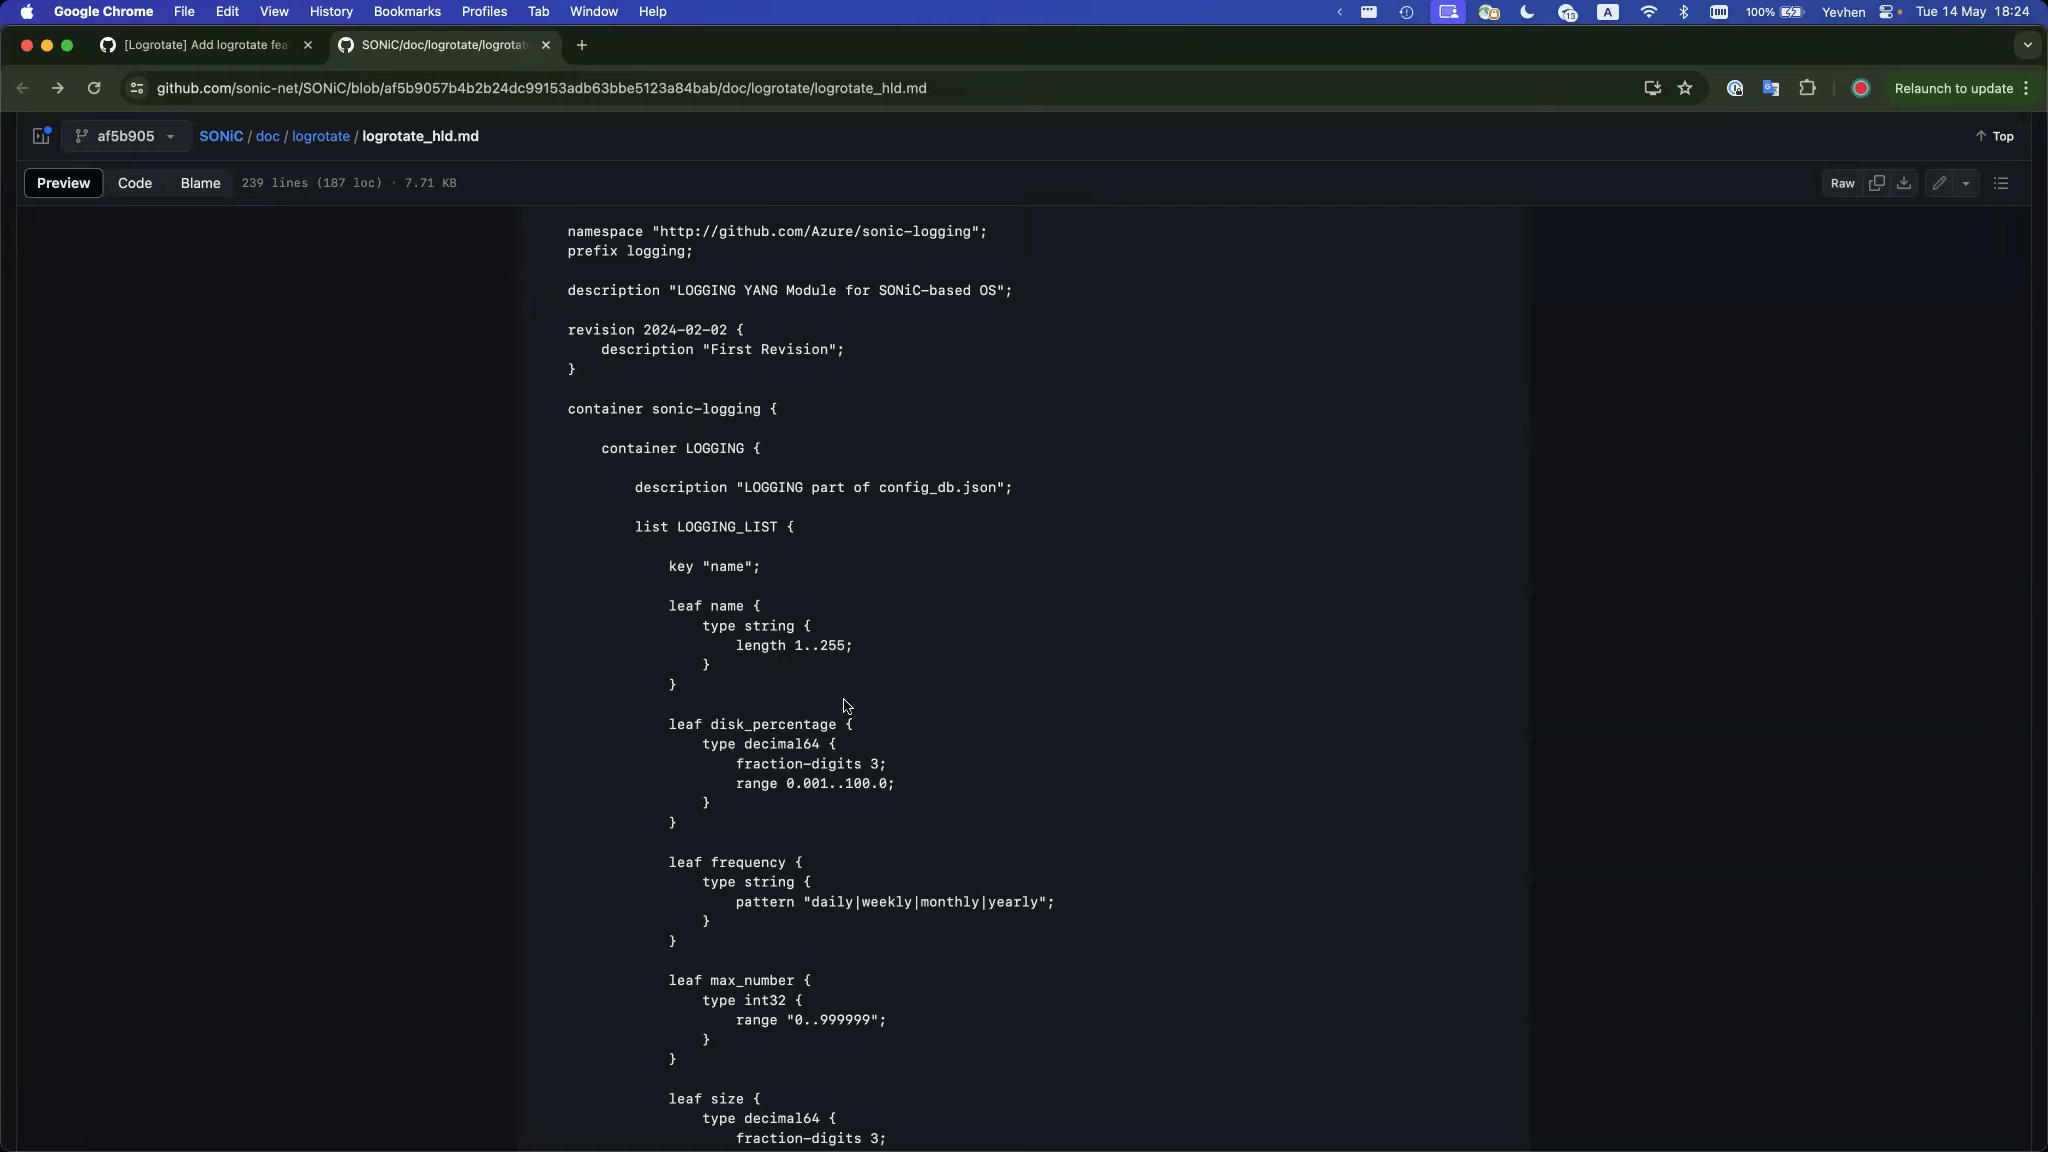 Google Chrome File Edit View History Bookmarks Profiles Tab Window Help
13 A 100% Yevhen Tue 14 May 18:24
[Logrotate] Add logrotate fea
SONiC/doc/logrotate/logrotat
github.com/sonic-net/SONiC/blob/af5b9057b4b2b24dc99153adb63bbe5123a84bab/doc/logrotate/logrotate_hld.md
Relaunch to update
af5b905 SONiC / doc / logrotate / logrotate_hld.md
Top
Preview Code Blame 239 lines (187 loc) · 7.71 KB
Raw
namespace "http://github.com/Azure/sonic-logging";
prefix logging;
description "LOGGING YANG Module for SONiC-based OS";
revision 2024-02-02 {
description "First Revision";
}
container sonic-logging {
container LOGGING {
description "LOGGING part of config_db.json";
list LOGGING_LIST {
key "name";
leaf name {
type string {
length 1..255;
}
}
leaf disk_percentage {
type decimal64 {
fraction-digits 3;
range 0.001..100.0;
}
}
leaf frequency {
type string {
pattern "daily|weekly|monthly|yearly";
}
}
leaf max_number {
type int32 {
range "0..999999";
}
}
leaf size {
type decimal64 {
fraction-digits 3;